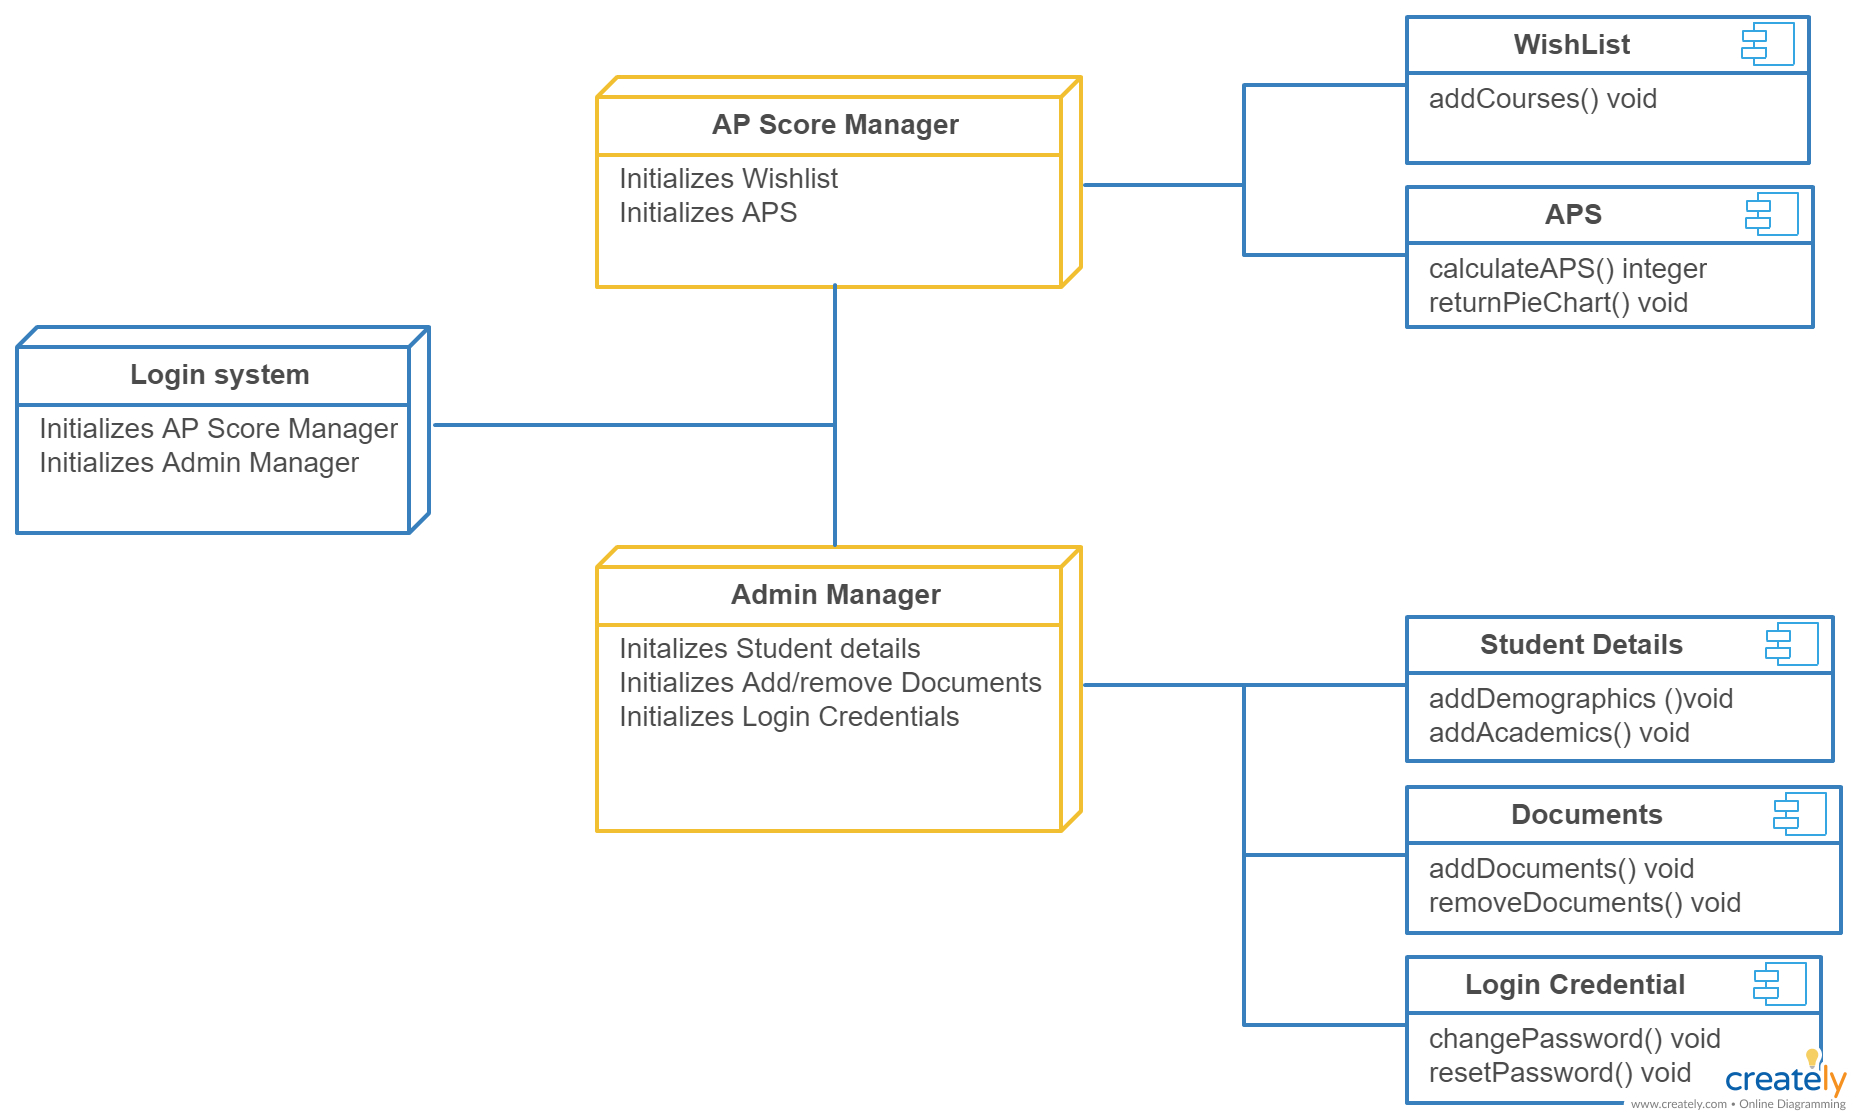 WishList
addCourses() void
AP Score Manager
Initializes Wishlist
Initializes APS
APS
calculateAPS() integer
returnPieChart() void
Login system
Initializes AP Score Manager
Initializes Admin Manager
Admin Manager
Initalizes Student details
Initializes Add/remove Documents
Initializes Login Credentials
Student Details
addDemographics ()void
addAcademics() void
Documents
addDocuments() void
removeDocuments() void
Login Credential
changePassword() void
resetPassword() void
creately
www.creately.com • Online Diagramming